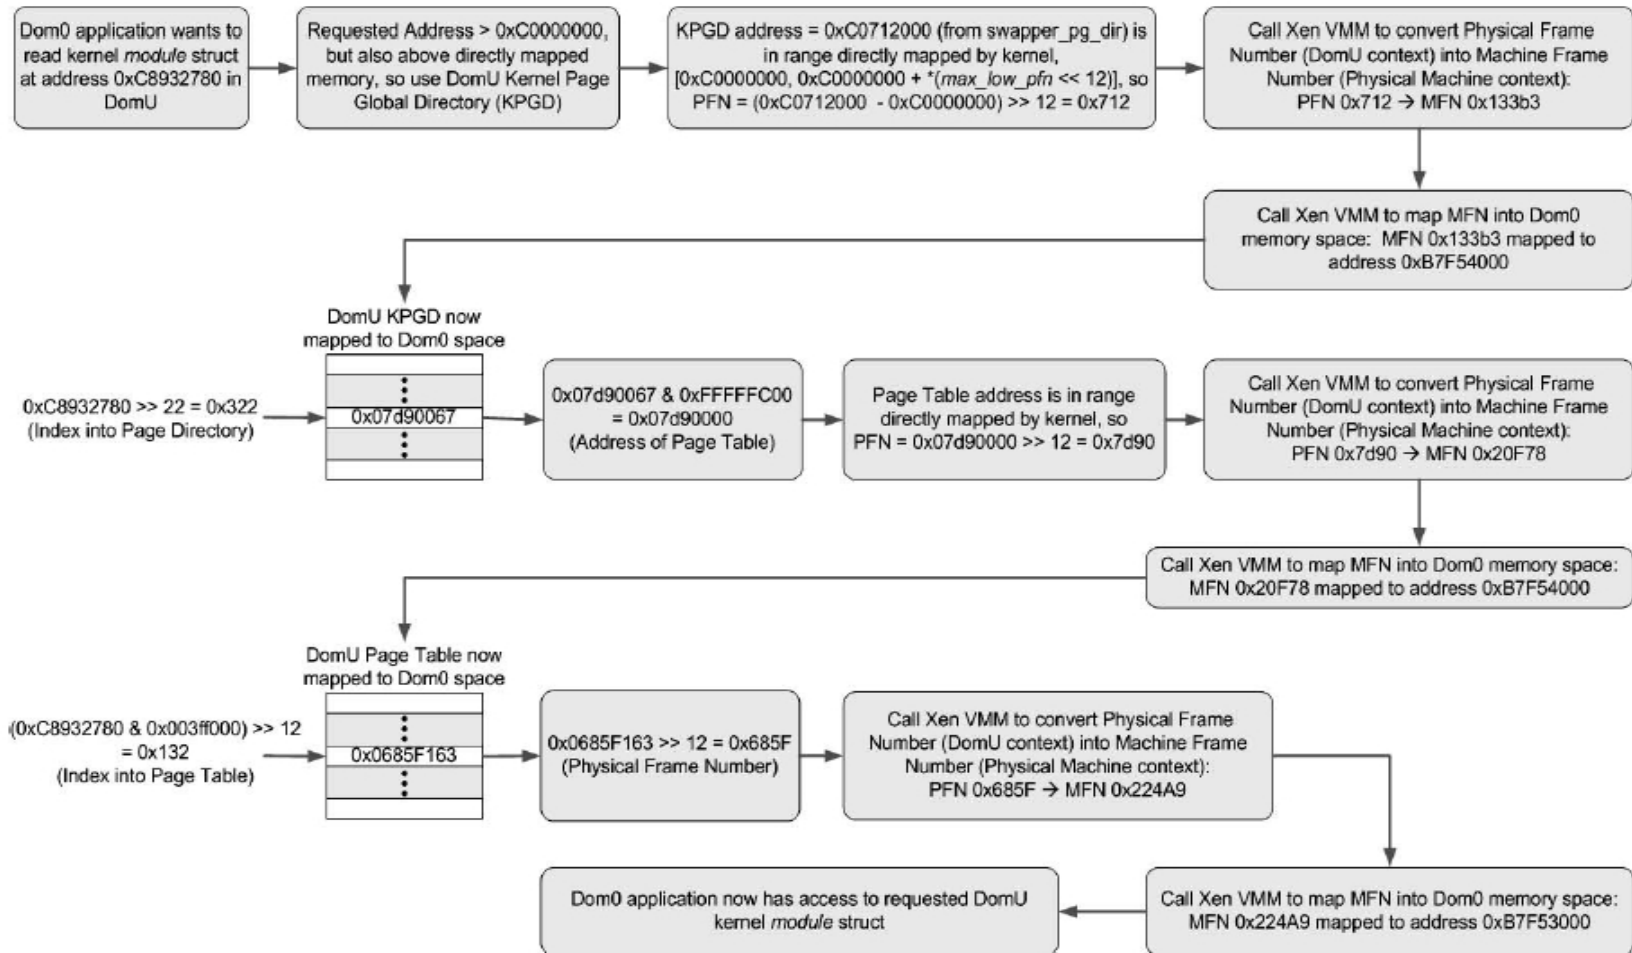 Dom0 application wants to
read kernel module struct
at address 0xC8932780 in
DomU
Requested Address > 0xC0000000,
but also above directly mapped
memory, so use DomU Kernel Page
Global Directory (KPGD)
KPGD address = 0xC0712000 (from swapper_pg_dir) is
in range directly mapped by kernel,
[0xC0000000, 0xC0000000 + *(max_low_pfn << 12)], so
PFN = (0xC0712000 - 0xC0000000) >> 12 = 0x712
Call Xen VMM to convert Physical Frame
Number (DomU context) into Machine Frame
Number (Physical Machine context):
PFN 0x712 → MFN 0x133b3
Call Xen VMM to map MFN into Dom0
memory space: MFN 0x133b3 mapped to
address 0xB7F54000
DomU KPGD now
mapped to Dom0 space
0xC8932780 >> 22 = 0x322
(Index into Page Directory)
0x07d90067
0x07d90067 & 0xFFFFFC00
= 0x07d90000
(Address of Page Table)
Page Table address is in range
directly mapped by kernel, so
PFN = 0x07d90000 >> 12 = 0x7d90
Call Xen VMM to convert Physical Frame
Number (DomU context) into Machine Frame
Number (Physical Machine context):
PFN 0x7d90 → MFN 0x20F78
Call Xen VMM to map MFN into Dom0 memory space:
MFN 0x20F78 mapped to address 0xB7F54000
DomU Page Table now
mapped to Dom0 space
(0xC8932780 & 0x003ff000) >> 12
= 0x132
(Index into Page Table)
0x0685F163
0x0685F163 >> 12 = 0x685F
(Physical Frame Number)
Call Xen VMM to convert Physical Frame
Number (DomU context) into Machine Frame
Number (Physical Machine context):
PFN 0x685F → MFN 0x224A9
Call Xen VMM to map MFN into Dom0 memory space:
MFN 0x224A9 mapped to address 0xB7F53000
Dom0 application now has access to requested DomU
kernel module struct